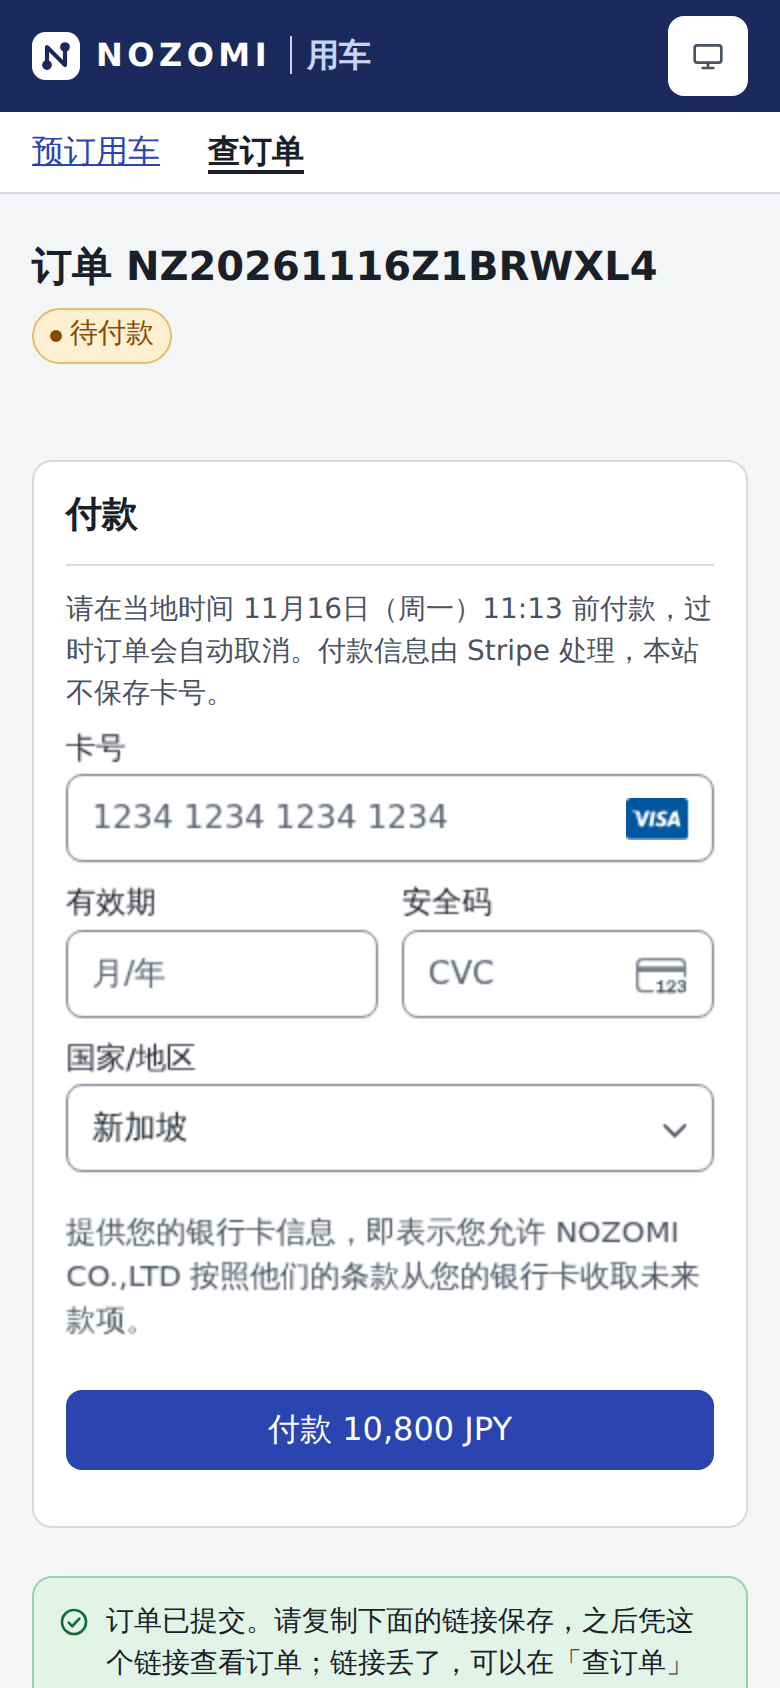 NOZOMI 用车
预订用车 查订单
订单 NZ20261116Z1BRWXL4
待付款
付款
请在当地时间 11月16日（周一）11:13 前付款，过
时订单会自动取消。付款信息由 Stripe 处理，本站
不保存卡号。
卡号
1234 1234 1234 1234 VISA
有效期 安全码
月/年 CVC 123
国家/地区
新加坡
提供您的银行卡信息，即表示您允许 NOZOMI
CO.,LTD 按照他们的条款从您的银行卡收取未来
款项。
付款 10,800 JPY
订单已提交。请复制下面的链接保存，之后凭这
个链接查看订单；链接丢了，可以在「查订单」